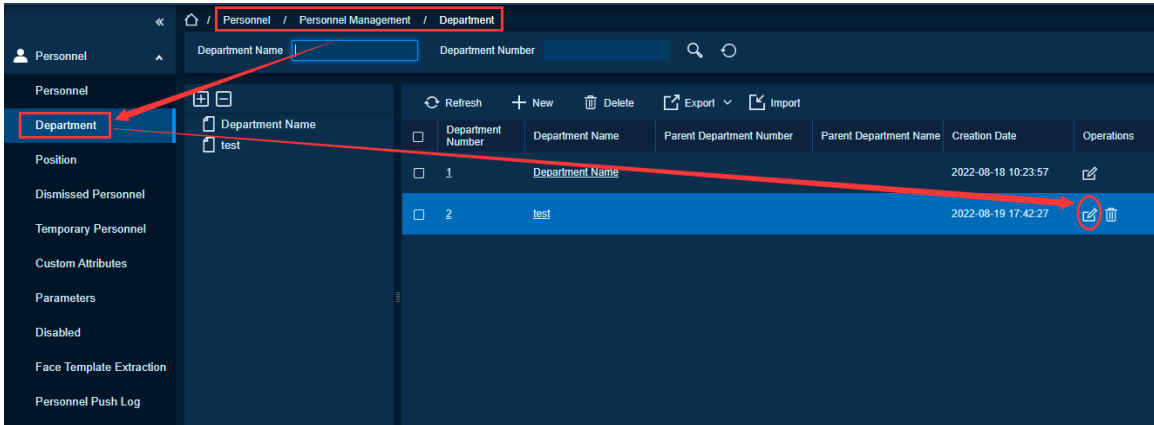 « / Personnel / Personnel Management / Department
Personnel
Department Name Department Number
Personnel
Department
Position
Dismissed Personnel
Temporary Personnel
Custom Attributes
Parameters
Disabled
Face Template Extraction
Personnel Push Log
Department Name
test
Refresh New Delete Export Import
Department Number Department Name Parent Department Number Parent Department Name Creation Date Operations
1 Department Name 2022-08-18 10:23:57
2 test 2022-08-19 17:42:27